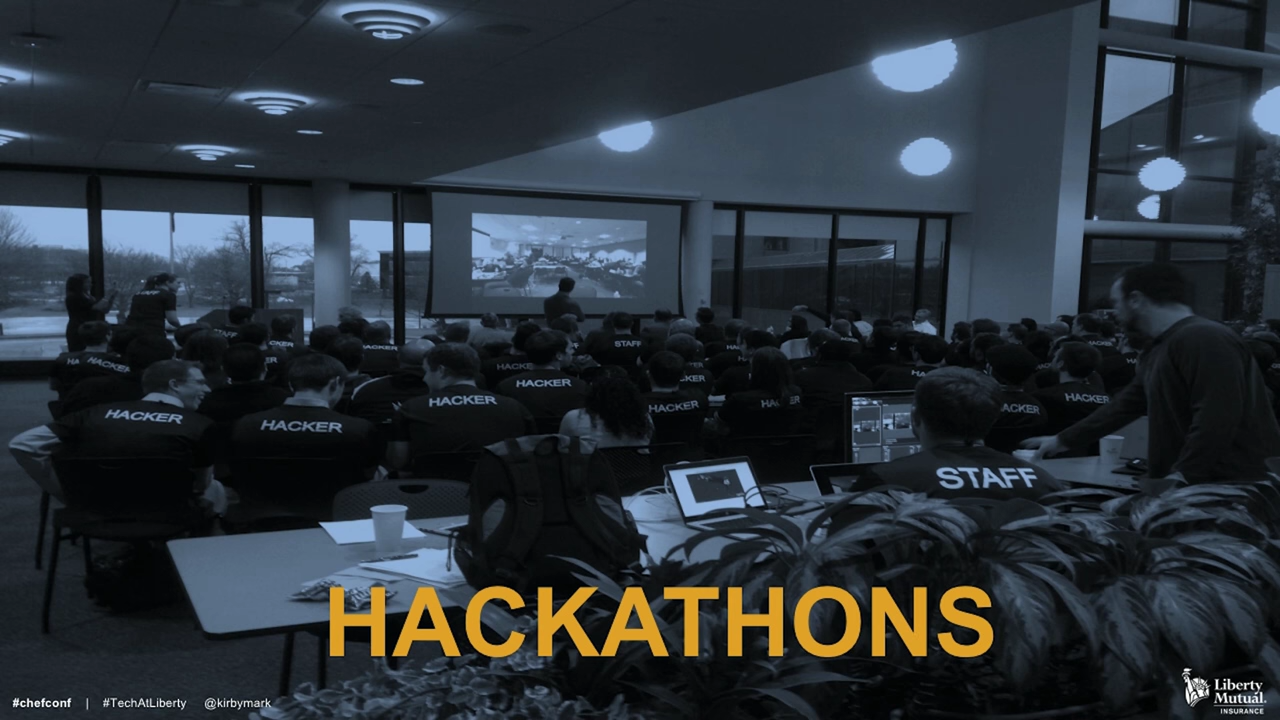 STAFF
HACKER
HACKER
HACKER
HACKER
HACKER
HACKER
HACKER
HACKER
STAFF
HACKATHONS
#chefconf | #TechAtLiberty @kirbymark
Liberty
Mutual.
INSURANCE